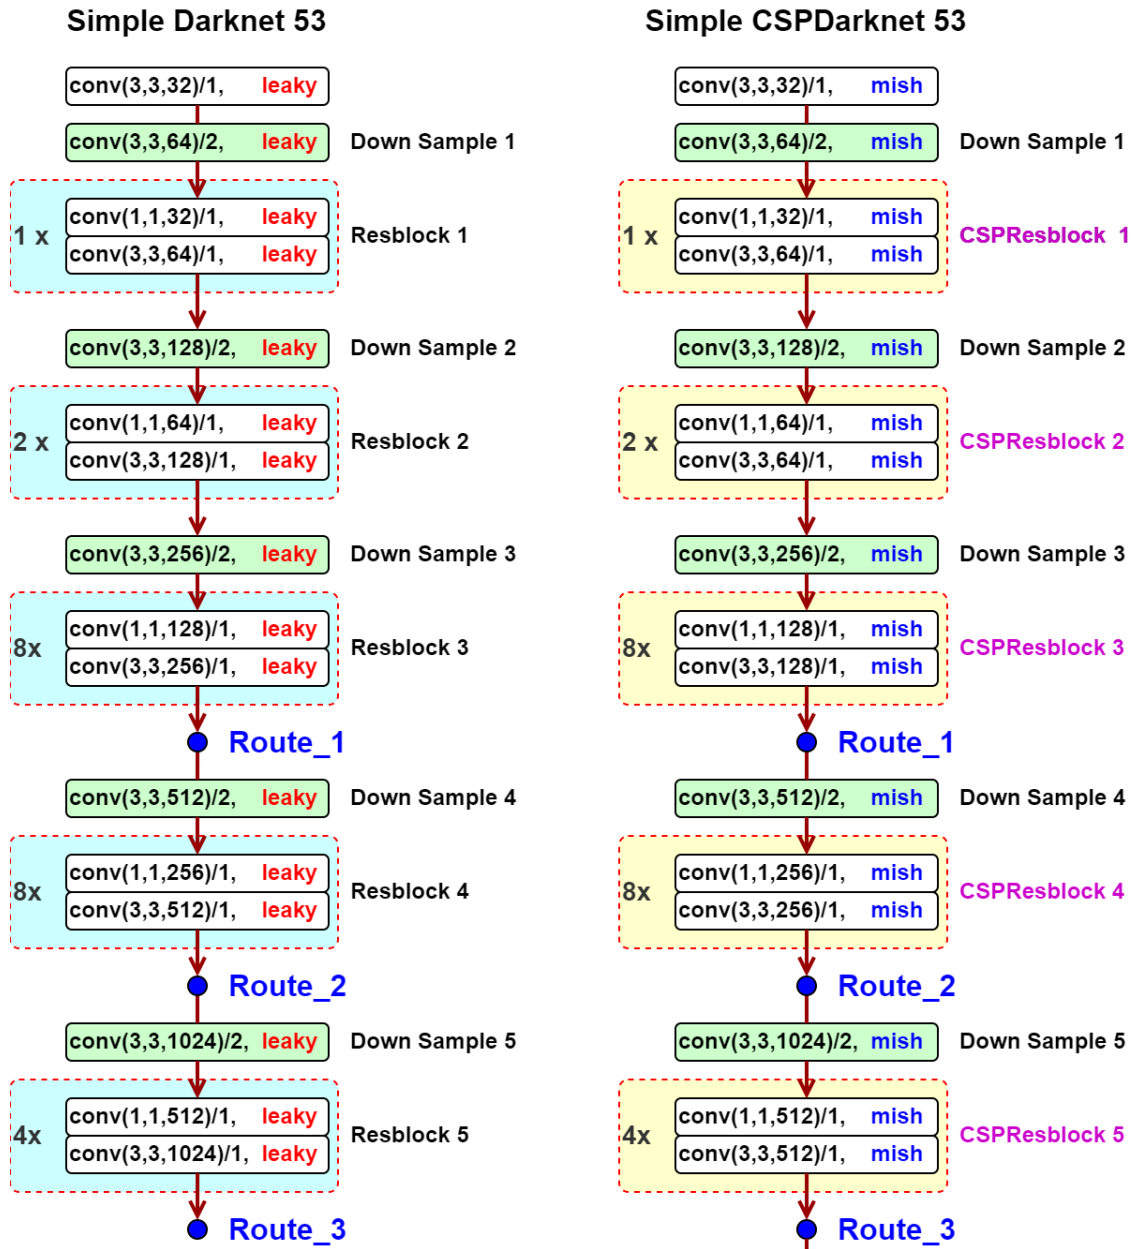 Simple Darknet 53
conv(3,3,32)/1, leaky
conv(3,3,64)/2, leaky Down Sample 1
1 x
conv(1,1,32)/1, leaky
conv(3,3,64)/1, leaky
Resblock 1
conv(3,3,128)/2, leaky Down Sample 2
2 x
conv(1,1,64)/1, leaky
conv(3,3,128)/1, leaky
Resblock 2
conv(3,3,256)/2, leaky Down Sample 3
8x
conv(1,1,128)/1, leaky
conv(3,3,256)/1, leaky
Resblock 3
Route_1
conv(3,3,512)/2, leaky Down Sample 4
8x
conv(1,1,256)/1, leaky
conv(3,3,512)/1, leaky
Resblock 4
Route_2
conv(3,3,1024)/2, leaky Down Sample 5
4x
conv(1,1,512)/1, leaky
conv(3,3,1024)/1, leaky
Resblock 5
Route_3
Simple CSPDarknet 53
conv(3,3,32)/1, mish
conv(3,3,64)/2, mish Down Sample 1
1 x
conv(1,1,32)/1, mish
conv(3,3,64)/1, mish
CSPResblock 1
conv(3,3,128)/2, mish Down Sample 2
2 x
conv(1,1,64)/1, mish
conv(3,3,64)/1, mish
CSPResblock 2
conv(3,3,256)/2, mish Down Sample 3
8x
conv(1,1,128)/1, mish
conv(3,3,128)/1, mish
CSPResblock 3
Route_1
conv(3,3,512)/2, mish Down Sample 4
8x
conv(1,1,256)/1, mish
conv(3,3,256)/1, mish
CSPResblock 4
Route_2
conv(3,3,1024)/2, mish Down Sample 5
4x
conv(1,1,512)/1, mish
conv(3,3,512)/1, mish
CSPResblock 5
Route_3